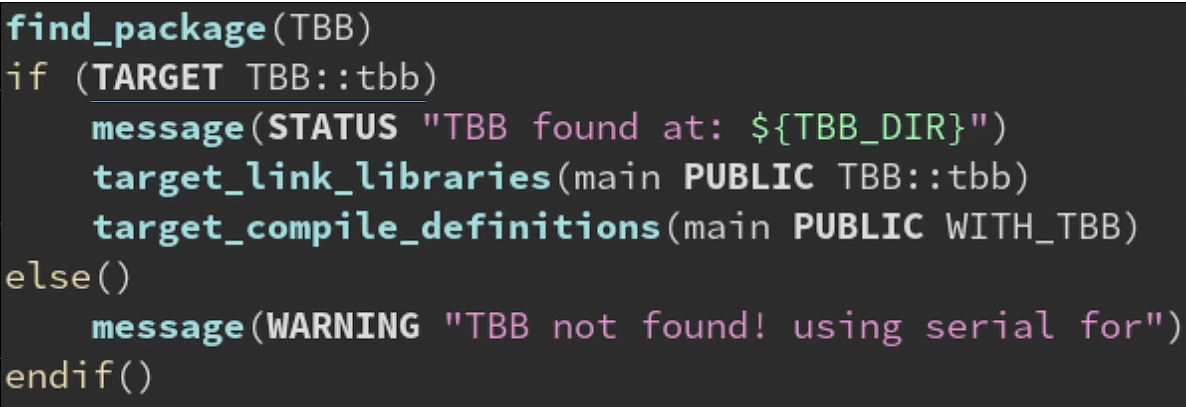 find_package(TBB)
if (TARGET TBB::tbb)
    message(STATUS "TBB found at: ${TBB_DIR}")
    target_link_libraries(main PUBLIC TBB::tbb)
    target_compile_definitions(main PUBLIC WITH_TBB)
else()
    message(WARNING "TBB not found! using serial for")
endif()